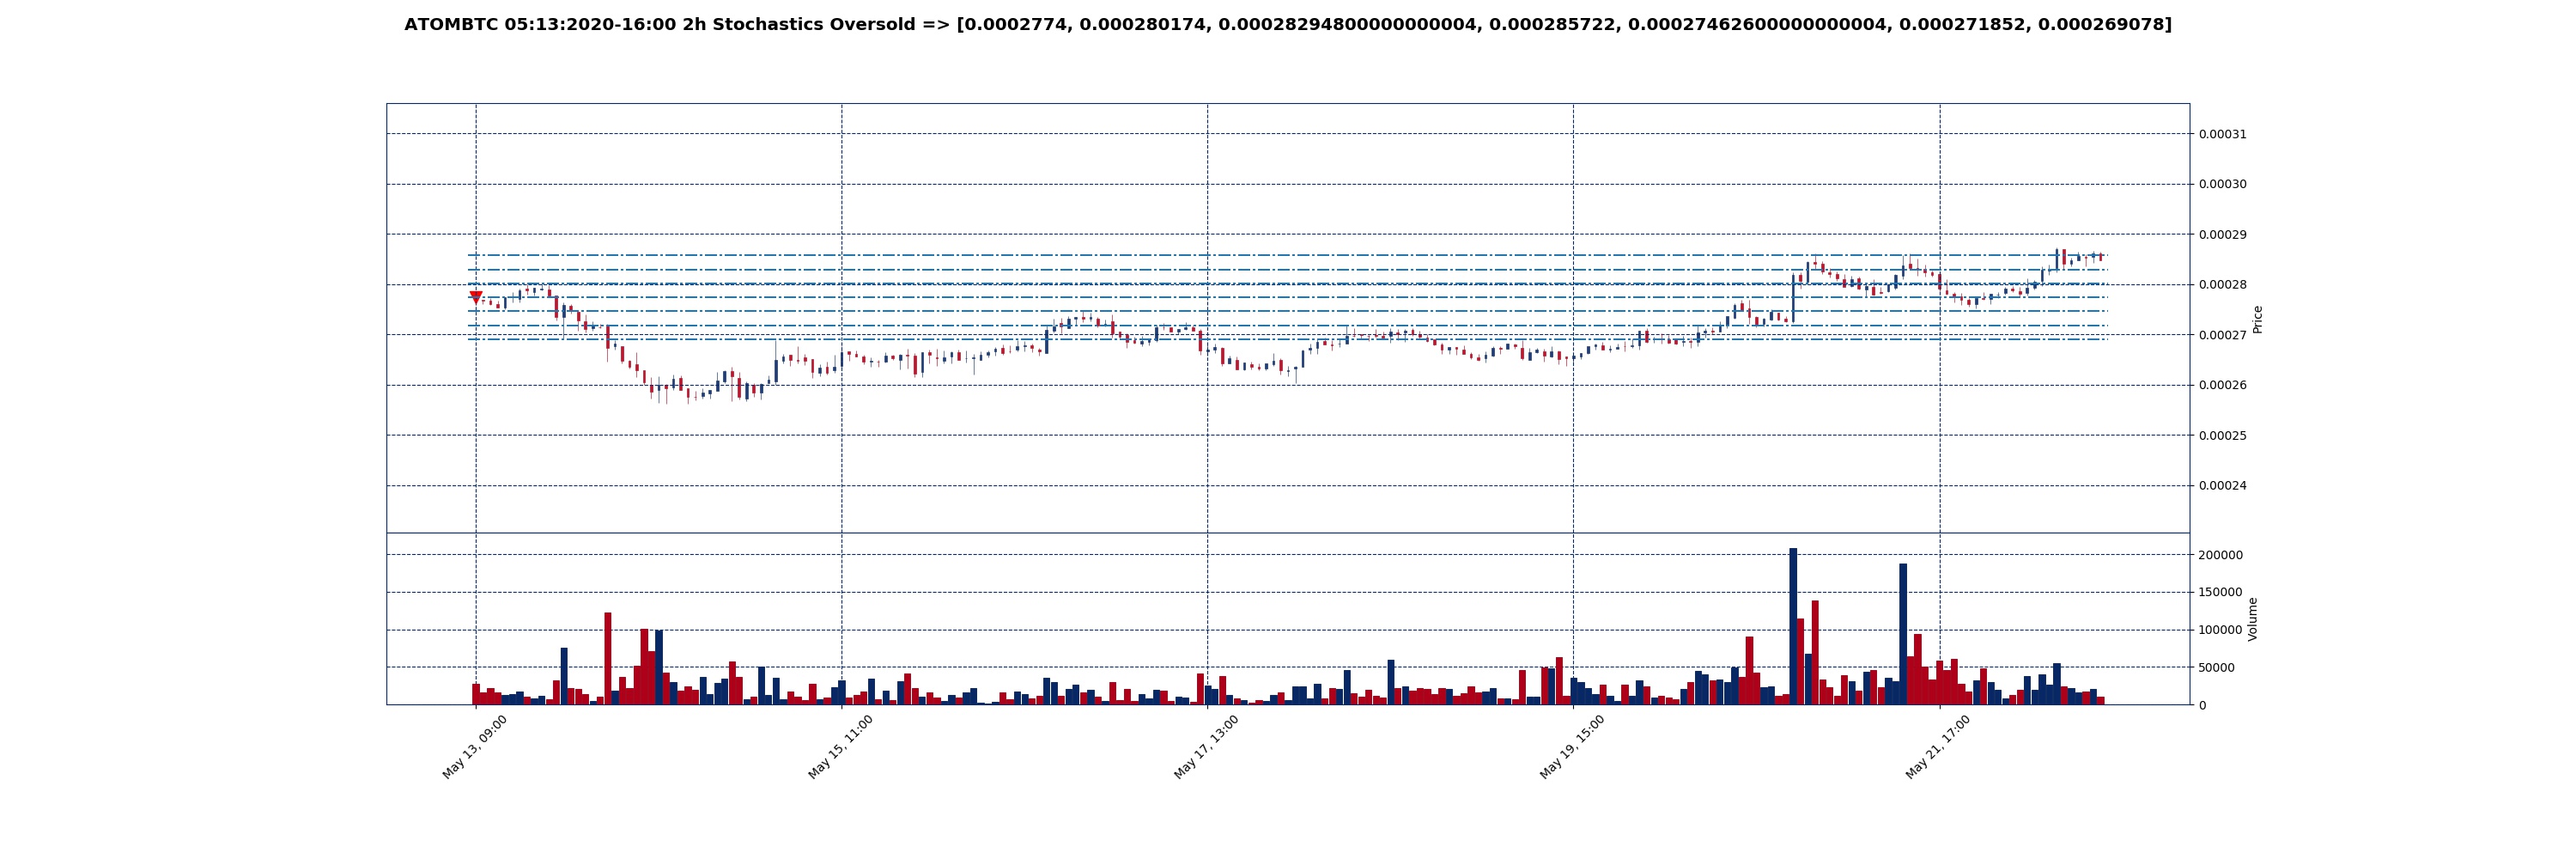 ATOMBTC 05:13:2020-16:00 2h Stochastics Oversold => [0.0002774, 0.000280174, 0.00028294800000000004, 0.000285722, 0.00027462600000000004, 0.000271852, 0.000269078]
0.00031
0.00030
0.00029
0.00028
0.00027
0.00026
0.00025
0.00024
Price
200000
150000
100000
50000
0
Volume
May 13, 09:00
May 15, 11:00
May 17, 13:00
May 19, 15:00
May 21, 17:00